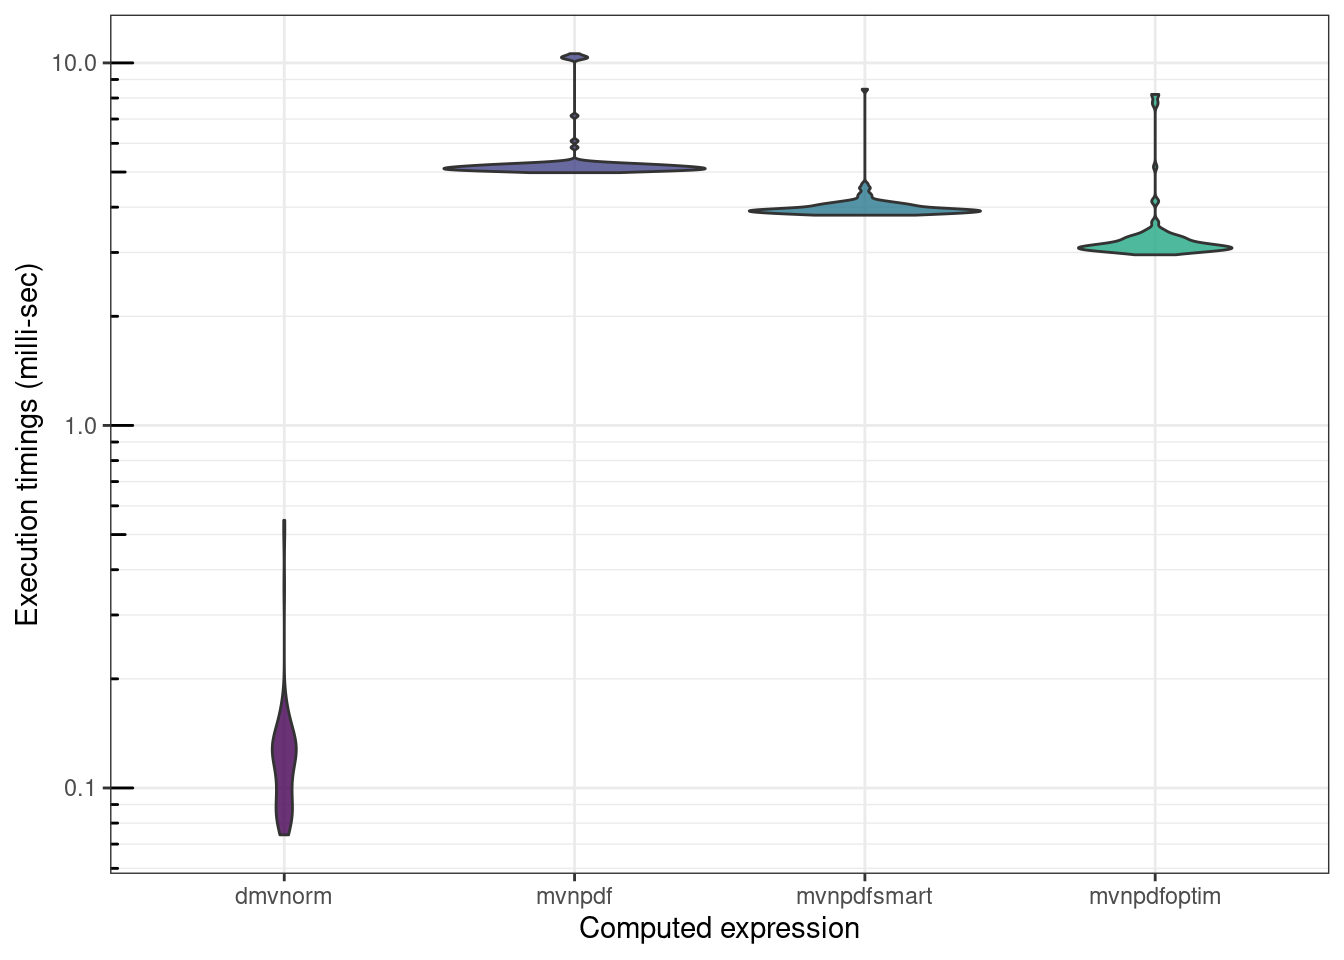 10.0
1.0
0.1
Execution timings (milli-sec)
dmvnorm
mvnpdf
mvnpdfsmart
mvnpdfoptim
Computed expression